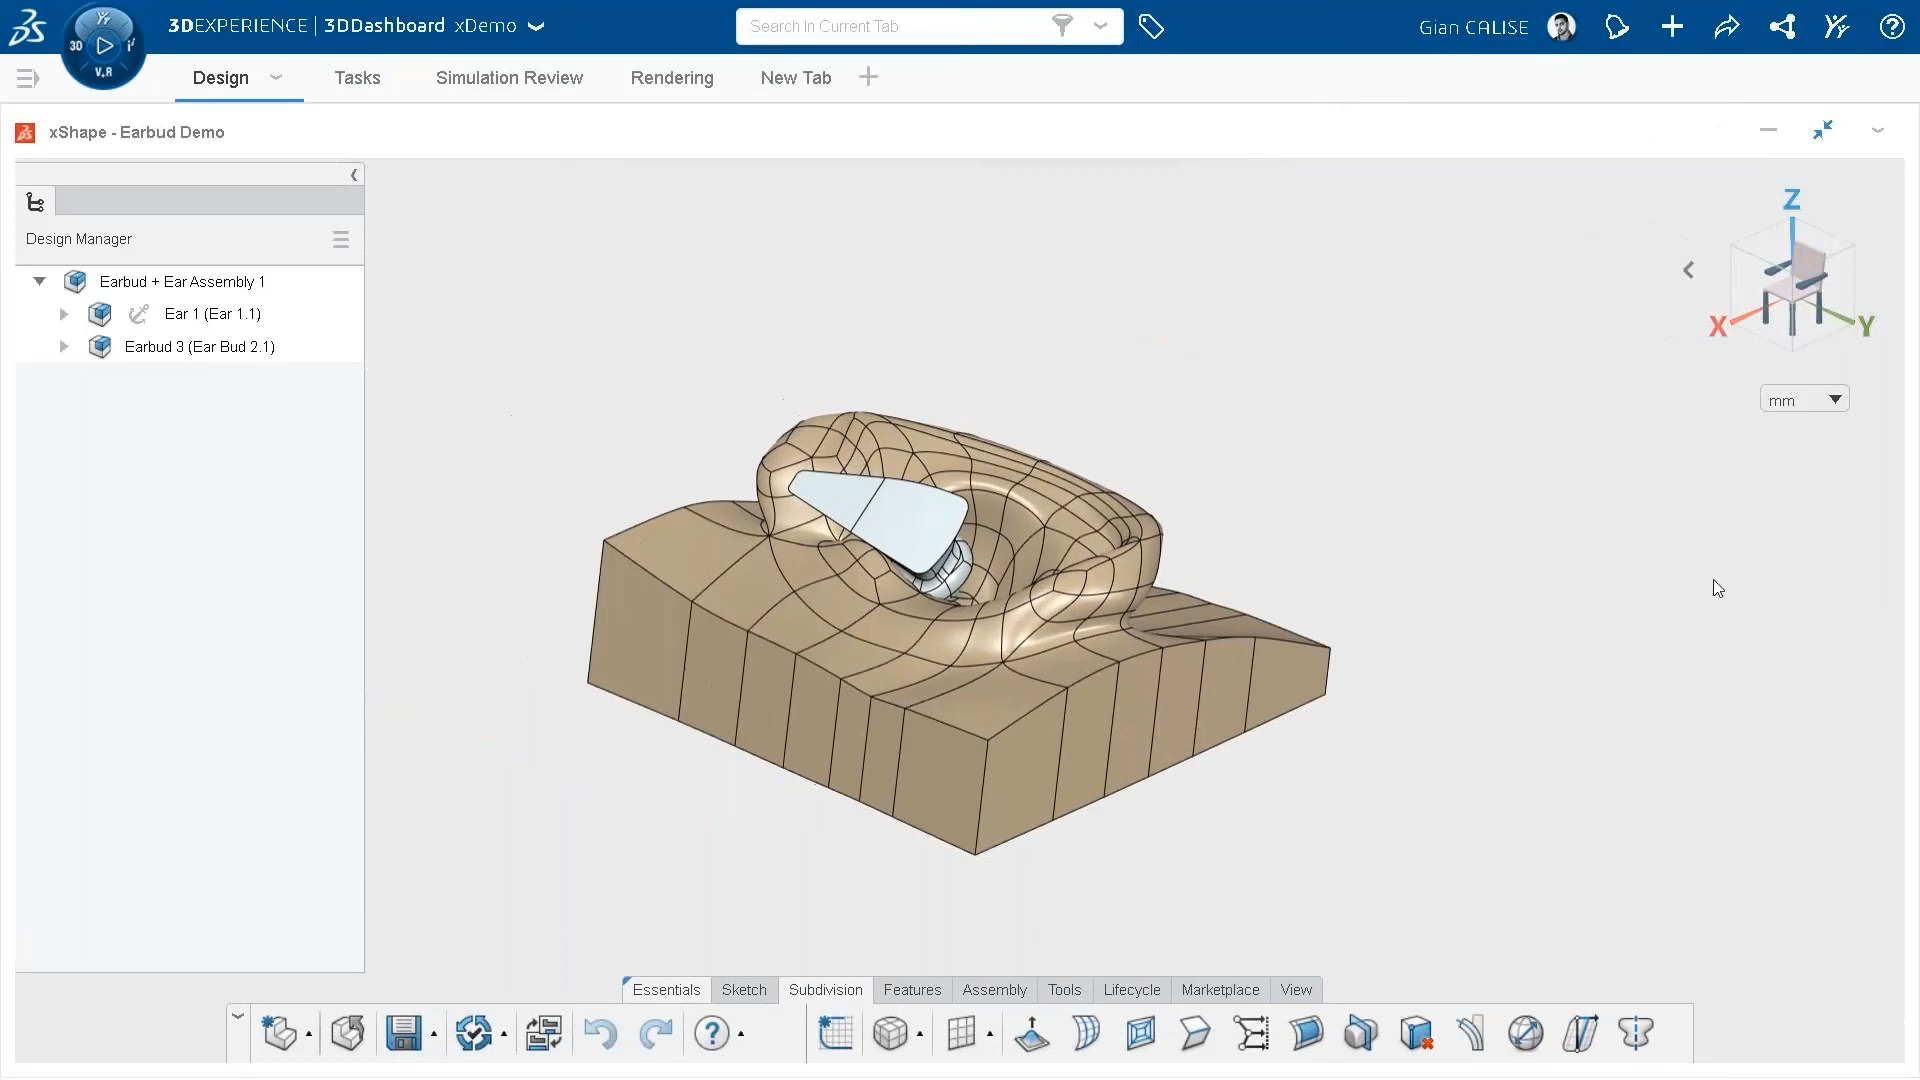 3DEXPERIENCE | 3DDashboard xDemo
Search In Current Tab
Gian CALISE
3D
V.R
Design
Tasks
Simulation Review
Rendering
New Tab
xShape - Earbud Demo
Design Manager
Earbud + Ear Assembly 1
Ear 1 (Ear 1.1)
Earbud 3 (Ear Bud 2.1)
Z
X
Y
mm
Essentials
Sketch
Subdivision
Features
Assembly
Tools
Lifecycle
Marketplace
View